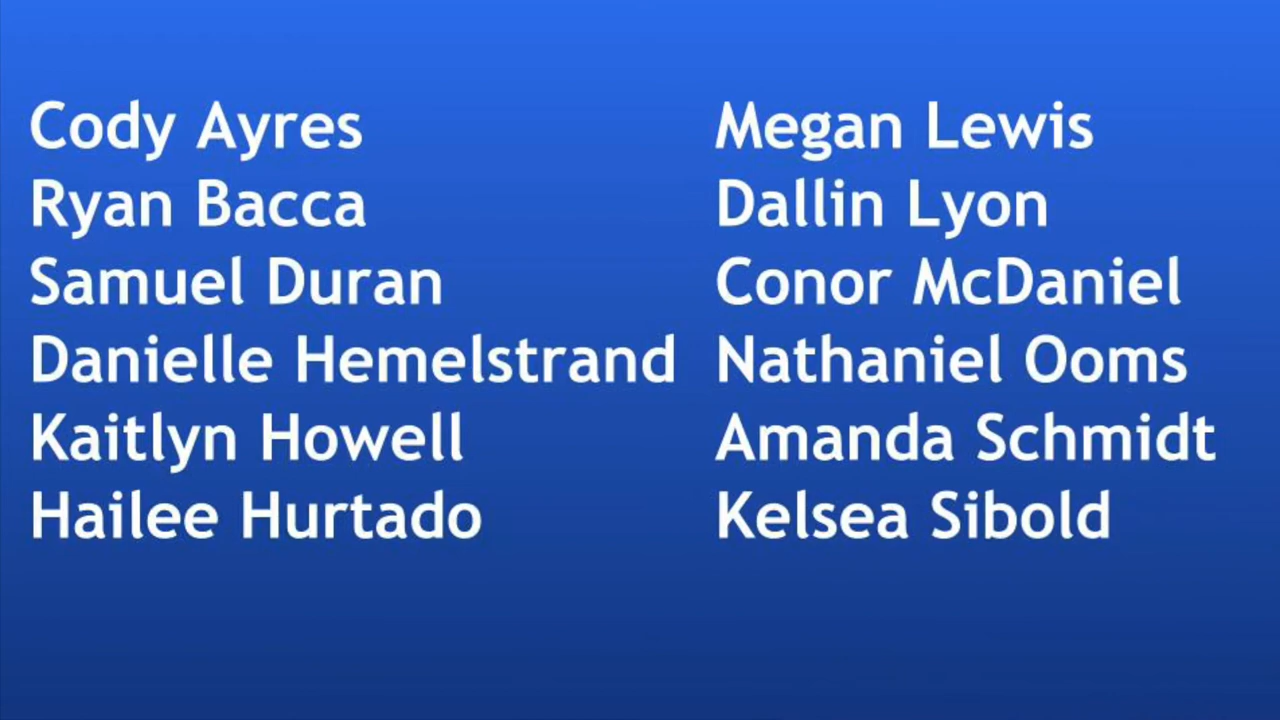 Cody Ayres
Ryan Bacca
Samuel Duran
Danielle Hemelstrand
Kaitlyn Howell
Hailee Hurtado
Megan Lewis
Dallin Lyon
Conor McDaniel
Nathaniel Ooms
Amanda Schmidt
Kelsea Sibold